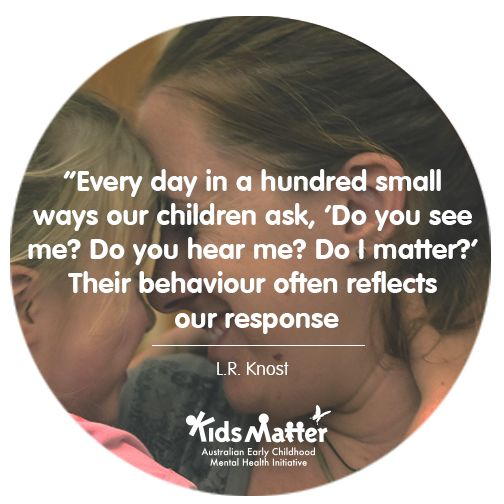 “Every day in a hundred small
ways our children ask, ‘Do you see
me? Do you hear me? Do I matter?’
Their behaviour often reflects
our response
L.R. Knost
KidsMatter
Australian Early Childhood
Mental Health Initiative